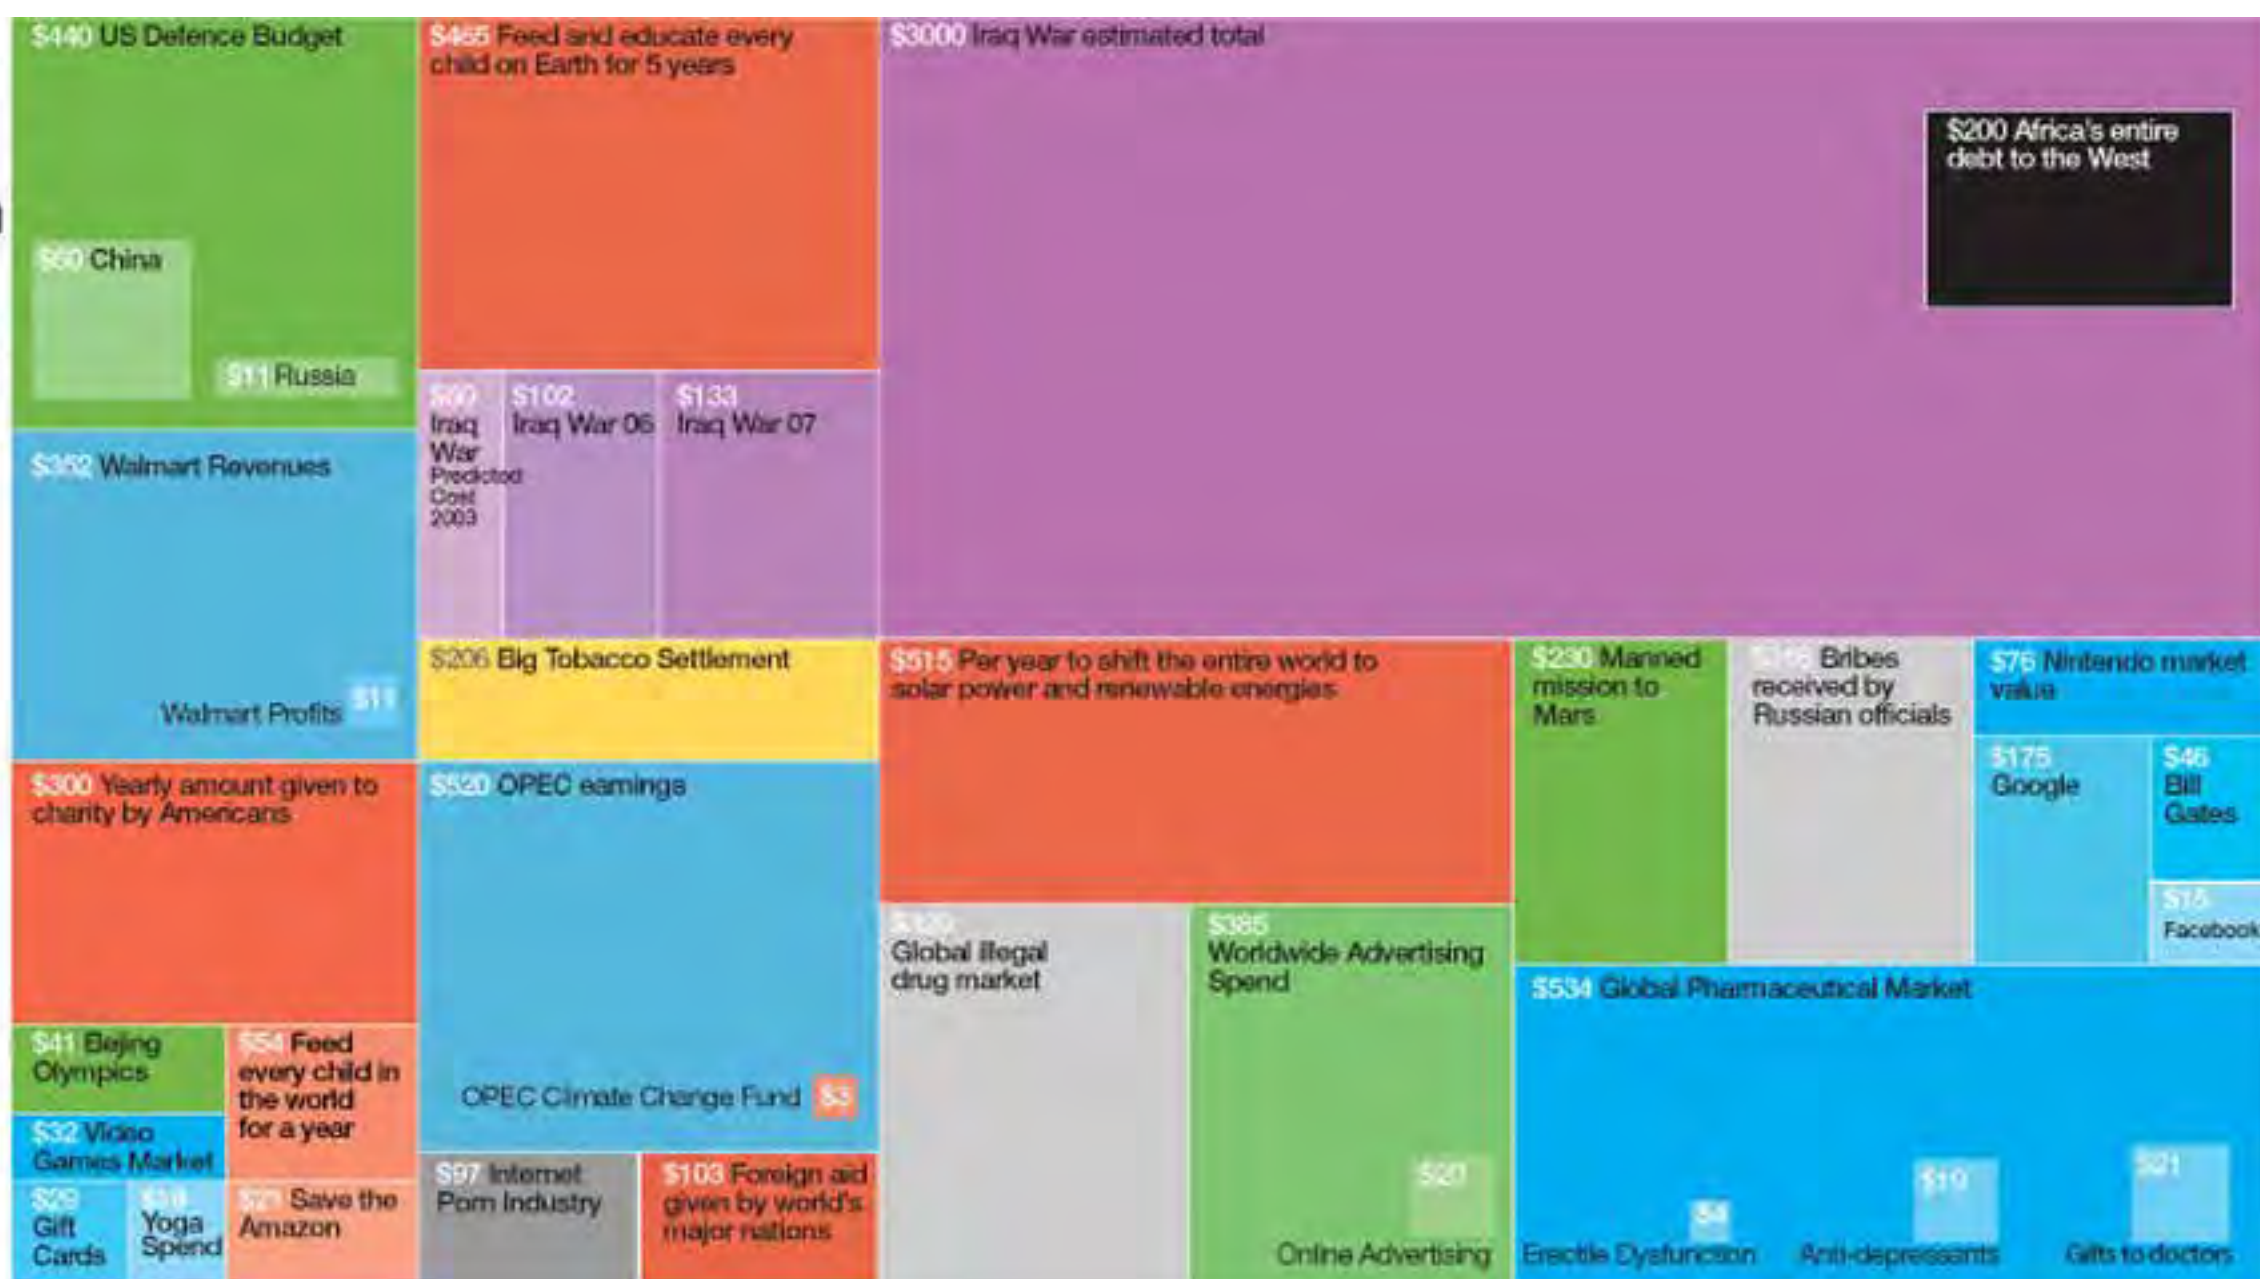 $440 US Defence Budget
$60 China
$11 Russia
$465 Feed and educate every
child on Earth for 5 years
$3000 Iraq War estimated total
$200 Africa's entire
debt to the West
Iraq
War
Predicted
Cost
2003
$102
Iraq War 06
$133
Iraq War 07
$352 Walmart Revenues
Walmart Profits $11
$206 Big Tobacco Settlement
$515 Per year to shift the entire world to
solar power and renewable energies
$230 Manned
mission to
Mars
Bribes
received by
Russian officials
$76 Nintendo market
value
$175
Google
$46
Bill
Gates
$15
Facebook
$300 Yearly amount given to
charity by Americans
$520 OPEC earnings
OPEC Climate Change Fund $3
Global illegal
drug market
$385
Worldwide Advertising
Spend
$20
Online Advertising
$534 Global Pharmaceutical Market
$4
Erectile Dysfunction
$19
Anti-depressants
$21
Gifts to doctors
$41 Bejing
Olympics
$54 Feed
every child in
the world
for a year
$32 Video
Games Market
Gift
Cards
Yoga
Spend
Save the
Amazon
$97 Internet
Porn Industry
$103 Foreign aid
given by world's
major nations